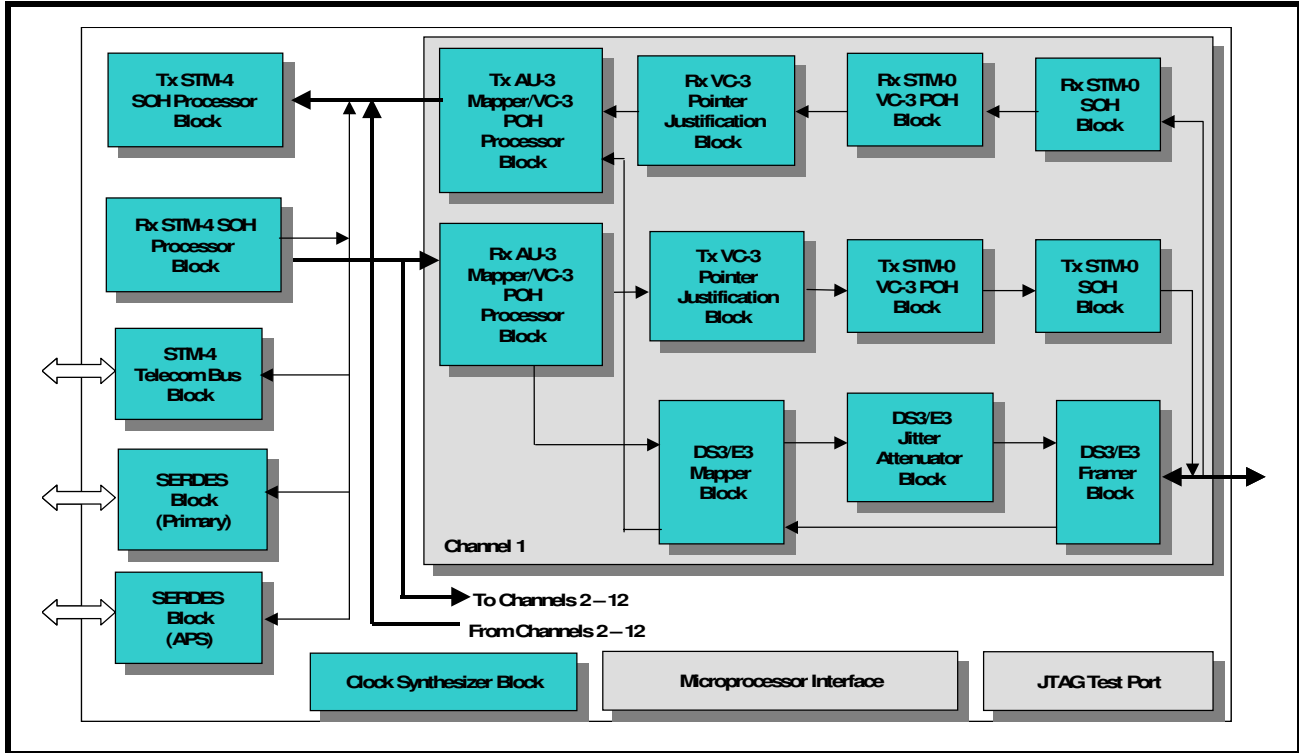 Tx STM-4
SOH Processor
Block
Tx AU-3
Mapper/VC-3
POH
Processor
Block
Rx VC-3
Pointer
Justification
Block
Rx STM-0
VC-3 POH
Block
Rx STM-0
SOH
Block
Rx STM-4 SOH
Processor
Block
Rx AU-3
Mapper/VC-3
POH
Processor
Block
Tx VC-3
Pointer
Justification
Block
Tx STM-0
VC-3 POH
Block
Tx STM-0
SOH
Block
STM-4
Telecom Bus
Block
DS3/E3
Mapper
Block
DS3/E3
Jitter
Attenuator
Block
DS3/E3
Framer
Block
SERDES
Block
(Primary)
Channel 1
SERDES
Block
(APS)
To Channels 2 – 12
From Channels 2 – 12
Clock Synthesizer Block
Microprocessor Interface
JTAG Test Port